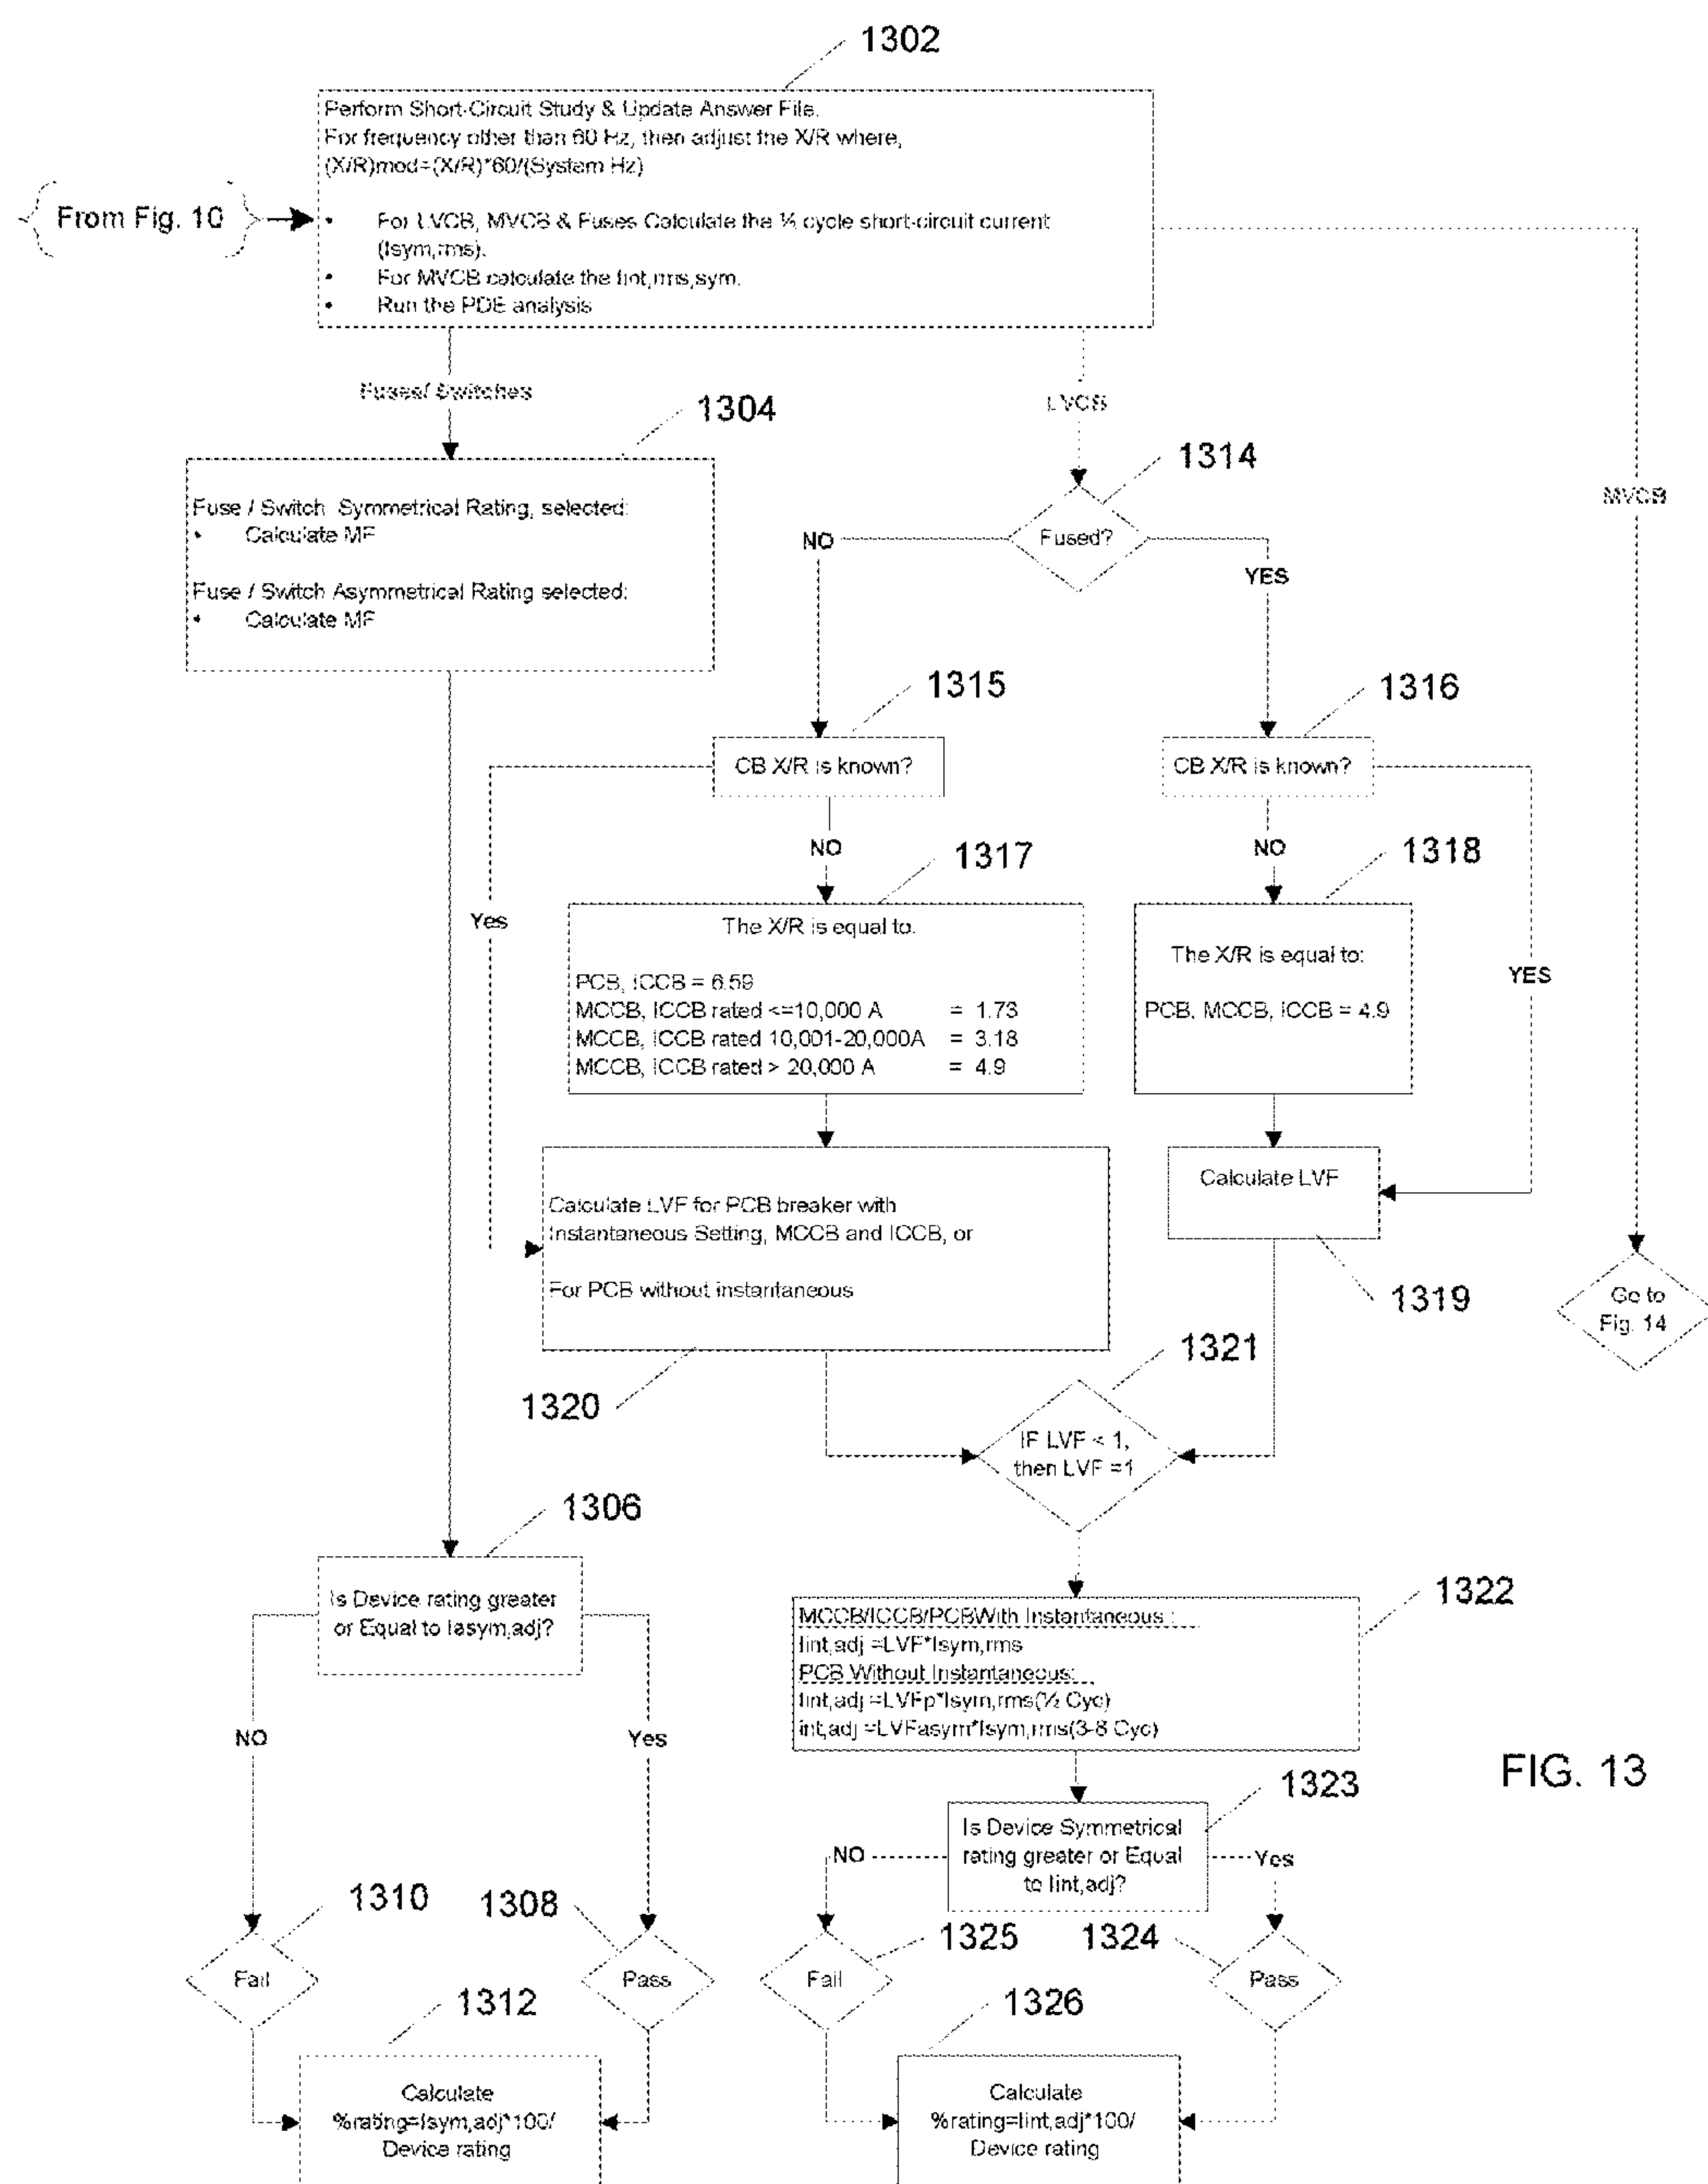 1302
Perform Short-Circuit Study & Update Answer File.
For frequency other than 60 Hz, then adjust the X/R where,
(X/R)mod=(X/R)*60/(System Hz)
From Fig. 10
• For LVCB, MVCB & Fuses Calculate the ½ cycle short-circuit current
(Isym,rms).
• For MVCB calculate the Iint,rms,sym.
• Run the PDE analysis
Fuses/ Switches
LVCB
MVCB
1304
Fuse / Switch Symmetrical Rating, selected:
• Calculate MF
Fuse / Switch Asymmetrical Rating selected:
• Calculate MF
1314
Fused?
NO
YES
1315
CB X/R is known?
1316
CB X/R is known?
NO
NO
Yes
YES
1317
The X/R is equal to.
PCB, ICCB = 6.59
MCCB, ICCB rated <=10,000 A = 1.73
MCCB, ICCB rated 10,001-20,000A = 3.18
MCCB, ICCB rated > 20,000 A = 4.9
1318
The X/R is equal to:
PCB, MCCB, ICCB = 4.9
Calculate LVF for PCB breaker with
Instantaneous Setting, MCCB and ICCB, or
For PCB without instantaneous
1320
Calculate LVF
1319
Go to
Fig. 14
1321
IF LVF < 1,
then LVF =1
1306
Is Device rating greater
or Equal to Iasym,adj?
NO
Yes
1322
MCCB/ICCB/PCBWith Instantaneous :
Iint,adj =LVF*Isym,rms
PCB Without Instantaneous:
Iint,adj =LVFp*Isym,rms(½ Cyc)
int,adj =LVFasym*Isym,rms(3-8 Cyc)
1323
Is Device Symmetrical
rating greater or Equal
to Iint,adj?
NO
Yes
FIG. 13
1310
Fail
1308
Pass
1325
Fail
1324
Pass
1312
Calculate
%rating=Isym,adj*100/
Device rating
1326
Calculate
%rating=Iint,adj*100/
Device rating